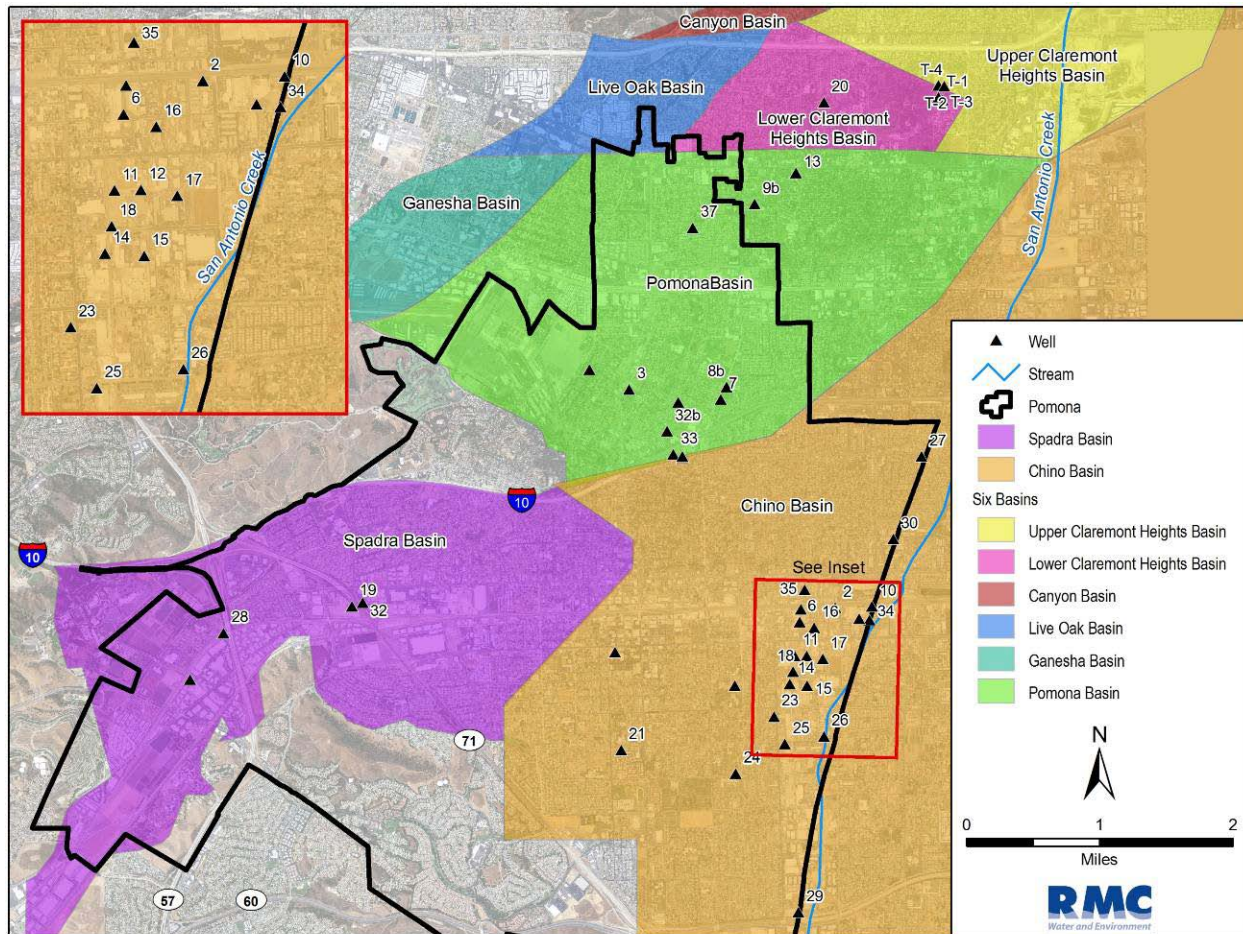 35
2
10
34
6
16
11
12
17
18
14
15
23
26
25
San Antonio Creek
Canyon Basin
Live Oak Basin
Upper Claremont
Heights Basin
T-4
T-1
T-2
T-3
20
Lower Claremont
Heights Basin
13
9b
Ganesha Basin
37
San Antonio Creek
PomonaBasin
3
8b
7
32b
33
27
10
Chino Basin
30
10
Spadra Basin
See Inset
35
2
10
19
32
6
16
34
28
11
17
18
14
15
23
26
25
21
71
24
57
60
29
Well
Stream
Pomona
Spadra Basin
Chino Basin
Six Basins
Upper Claremont Heights Basin
Lower Claremont Heights Basin
Canyon Basin
Live Oak Basin
Ganesha Basin
Pomona Basin
N
0 1 2
Miles
RMC
Water and Environment